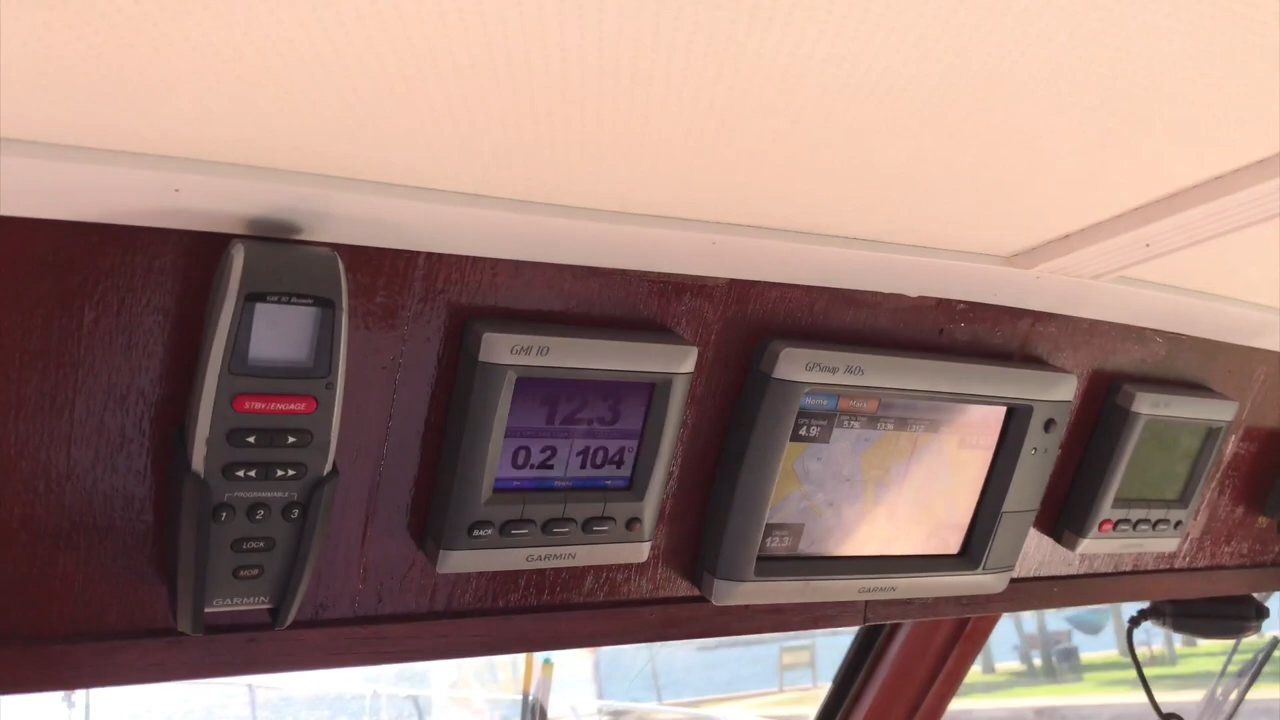 STBY/ENGAGE
PROGRAMMABLE
1 2 3
LOCK
MOB
GARMIN
GMI 10
12.3
0.2 104°
BACK
GARMIN
GPSmap 740s
Home Mark
GPS Speed
4.9
Depth
12.3
GARMIN